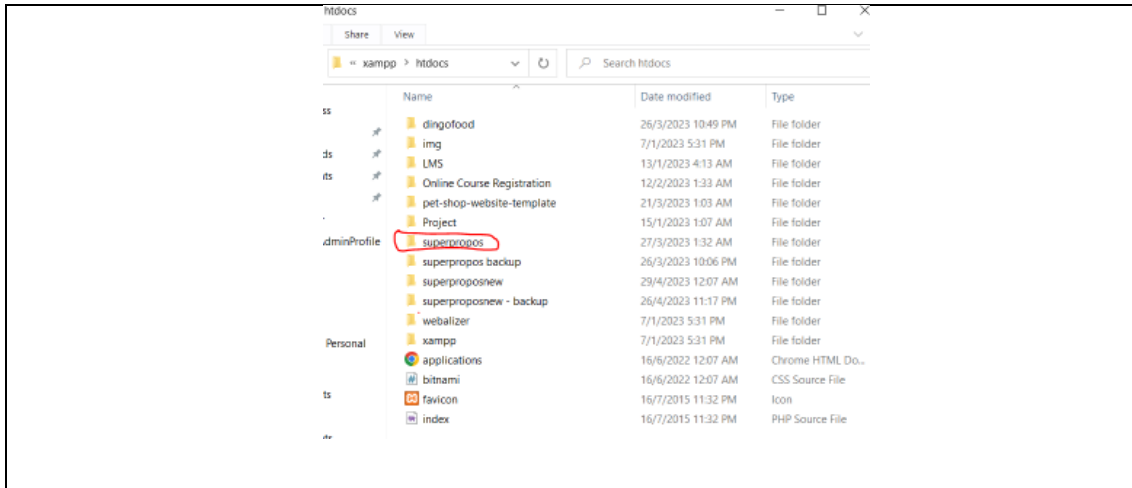 htdocs
Share View
« xampp > htdocs Search htdocs
Name Date modified Type
ss
dingofood 26/3/2023 10:49 PM File folder
img 7/1/2023 5:31 PM File folder
ds LMS 13/1/2023 4:13 AM File folder
its Online Course Registration 12/2/2023 1:33 AM File folder
pet-shop-website-template 21/3/2023 1:03 AM File folder
Project 15/1/2023 1:07 AM File folder
AdminProfile superpropos 27/3/2023 1:32 AM File folder
superpropos backup 26/3/2023 10:06 PM File folder
superproposnew 29/4/2023 12:07 AM File folder
superproposnew - backup 26/4/2023 11:17 PM File folder
webalizer 7/1/2023 5:31 PM File folder
Personal xampp 7/1/2023 5:31 PM File folder
applications 16/6/2022 12:07 AM Chrome HTML Do...
bitnami 16/6/2022 12:07 AM CSS Source File
ts favicon 16/7/2015 11:32 PM Icon
index 16/7/2015 11:32 PM PHP Source File